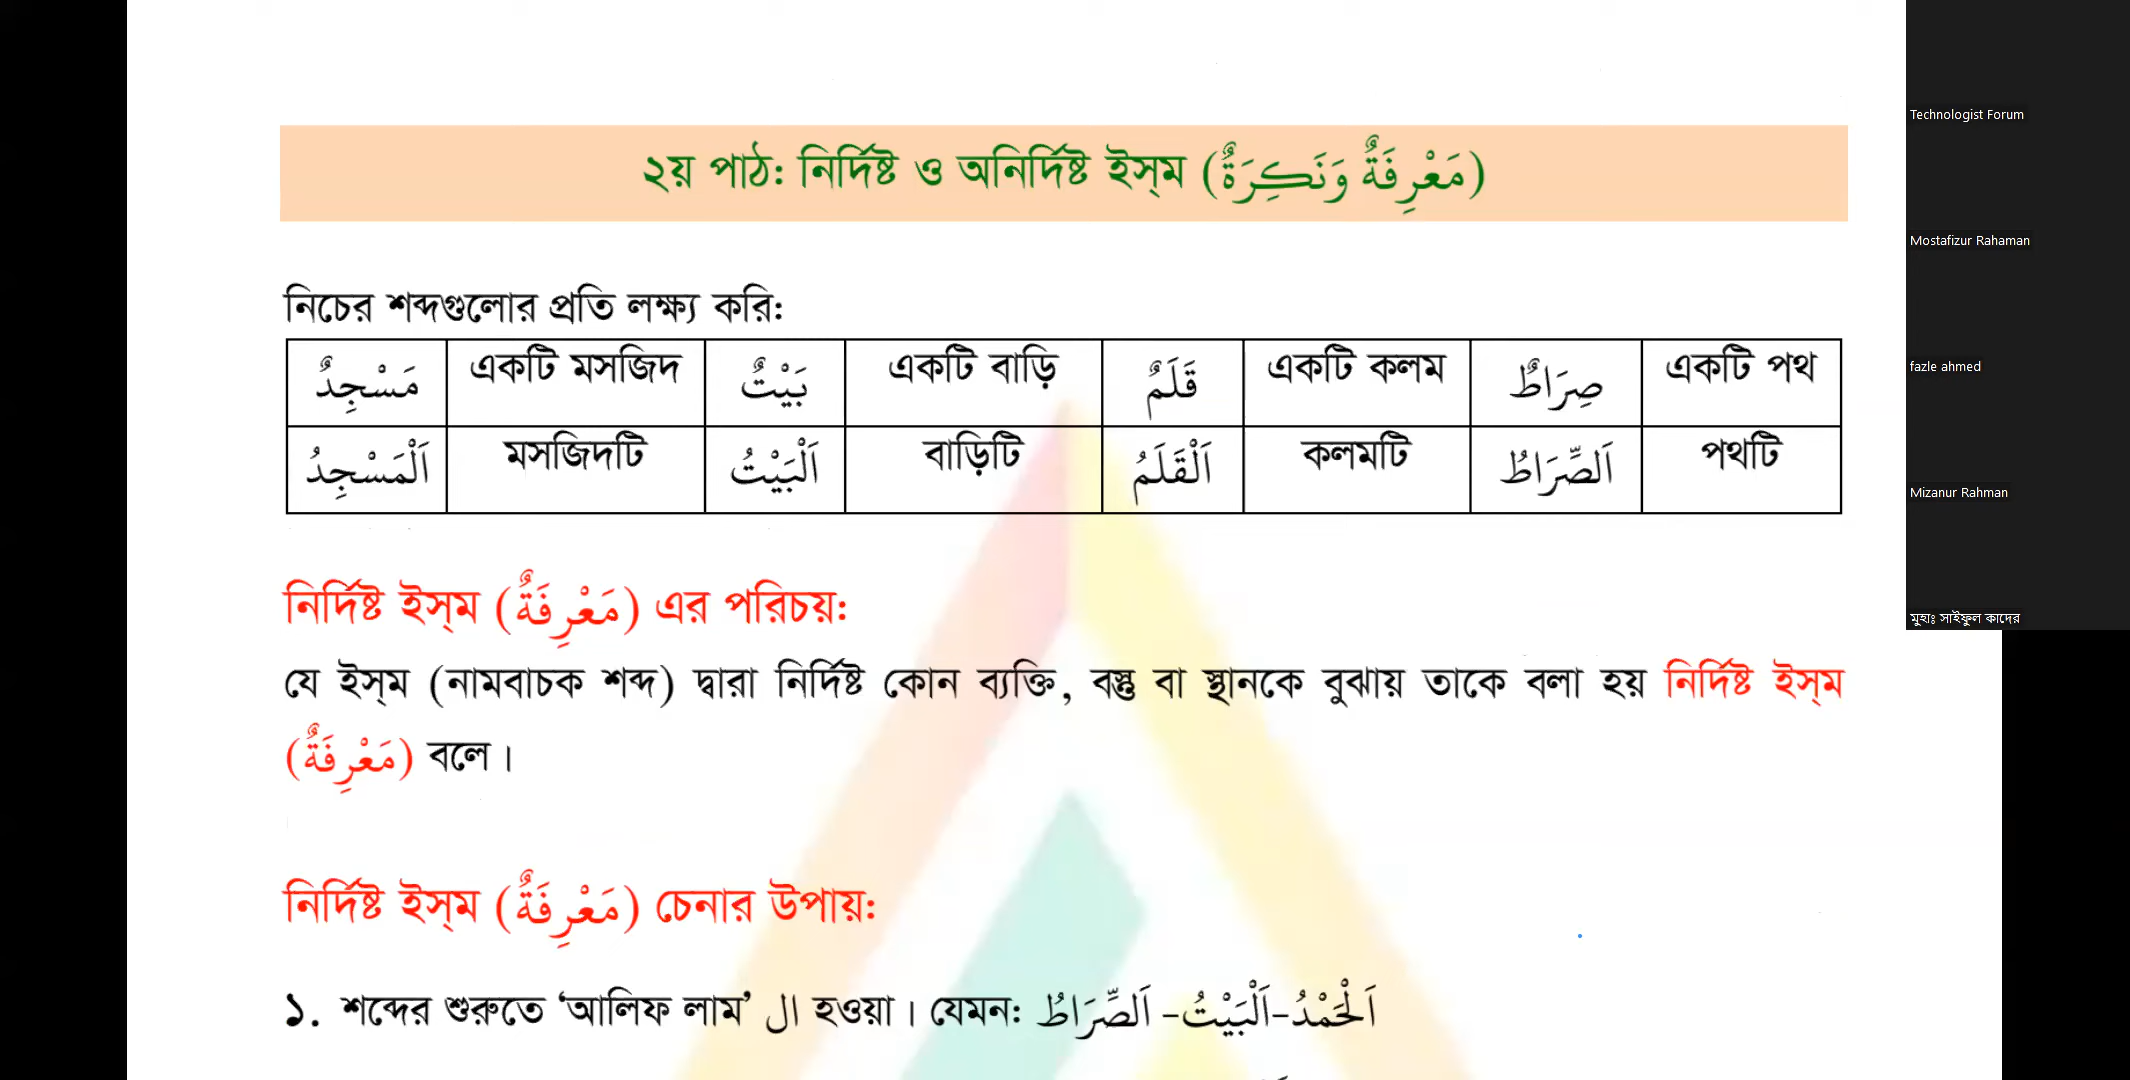 ২য় পাঠ: নির্দিষ্ট ও অনির্দিষ্ট ইস্‌ম (مَعْرِفَةٌ وَنَكِرَةٌ)
নিচের শব্দগুলোর প্রতি লক্ষ্য করি:
مَسْجِدٌ একটি মসজিদ بَيْتٌ একটি বাড়ি قَلَمٌ একটি কলম صِرَاطٌ একটি পথ
اَلْمَسْجِدُ মসজিদটি اَلْبَيْتُ বাড়িটি اَلْقَلَمُ কলমটি اَلصِّرَاطُ পথটি
নির্দিষ্ট ইস্‌ম (مَعْرِفَةٌ) এর পরিচয়:
যে ইস্‌ম (নামবাচক শব্দ) দ্বারা নির্দিষ্ট কোন ব্যক্তি, বস্তু বা স্থানকে বুঝায় তাকে বলা হয় নির্দিষ্ট ইস্‌ম
(مَعْرِفَةٌ) বলে।
নির্দিষ্ট ইস্‌ম (مَعْرِفَةٌ) চেনার উপায়:
১. শব্দের শুরুতে ‘আলিফ লাম’ ال হওয়া। যেমন: اَلْحَمْدُ-اَلْبَيْتُ- اَلصِّرَاطُ
Technologist Forum
Mostafizur Rahaman
fazle ahmed
Mizanur Rahman
মুহাঃ সাইফুল কাদের